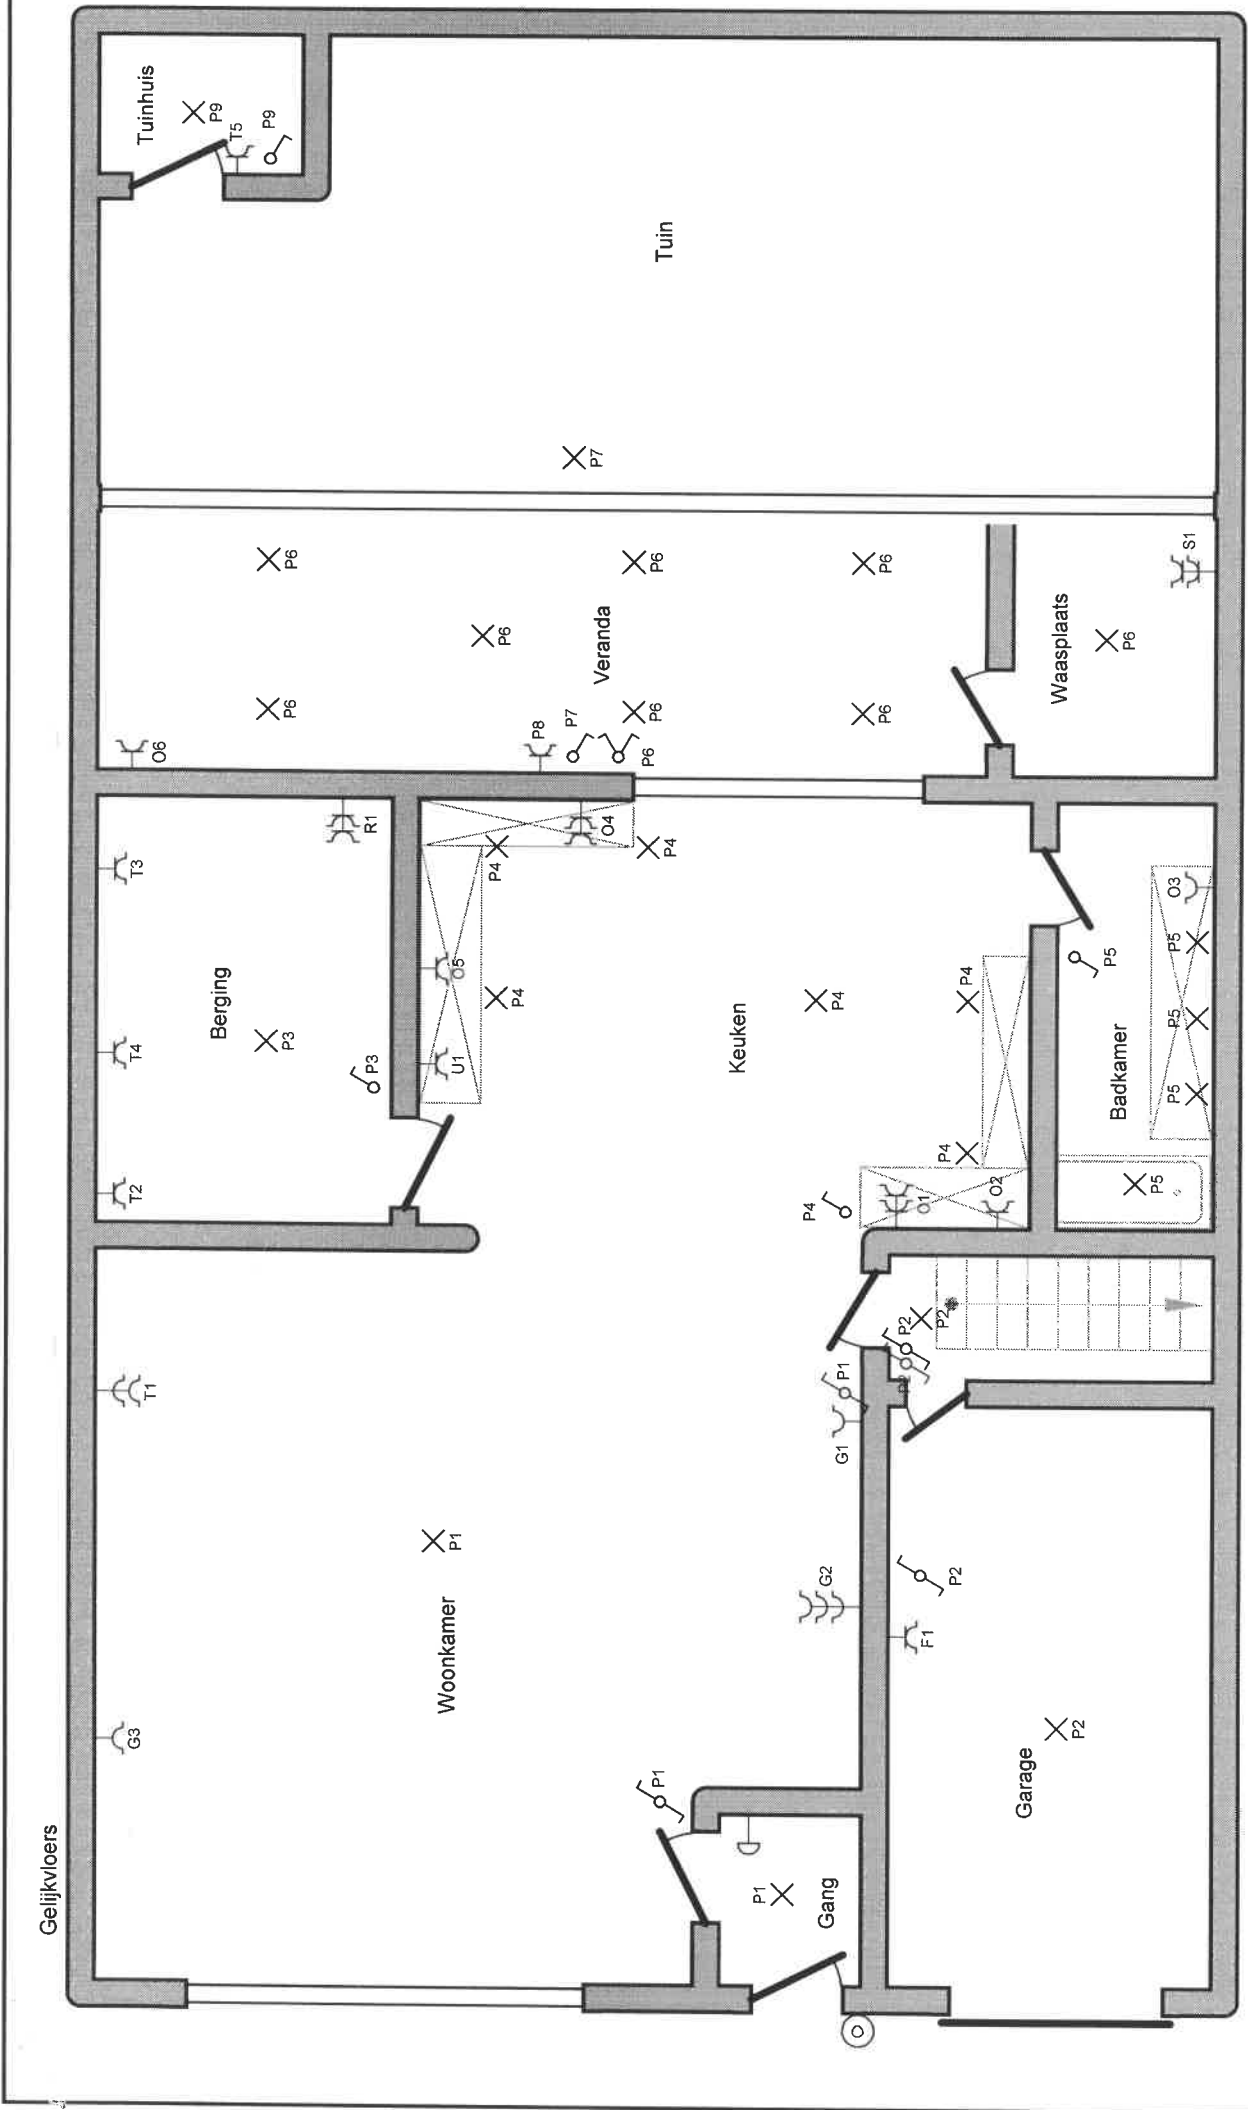 Gelijkvloers
G3
T1
T2
T4
T3
O6
Tuinhuis
P9
T5
P9
Berging
P3
P6
P6
P3
R1
Woonkamer
P1
U1
O5
P4
P6
P4
P8
P7
P7
Veranda
O4
P6
P6
P6
P1
Tuin
P4
Keuken
P1
P4
Gang
G2
P4
G1
P1
P6
P6
P2
P2
O1
F1
P2
P4
P2
P4
O2
Garage
Waasplaats
P2
Badkamer
P5
P6
P5
P5
P5
P5
O3
S1